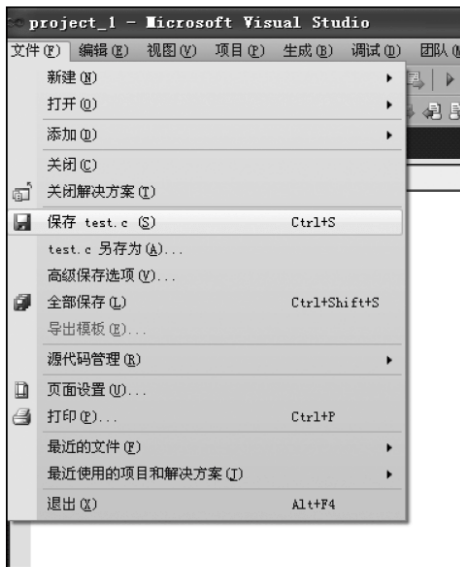 project_1 - Microsoft Visual Studio
文件(F) 编辑(E) 视图(V) 项目(P) 生成(B) 调试(D) 团队(M
新建(N)
打开(O)
添加(D)
关闭(C)
关闭解决方案(T)
保存 test.c (S) Ctrl+S
test.c 另存为(A)...
高级保存选项(V)...
全部保存(L) Ctrl+Shift+S
导出模板(E)...
源代码管理(R)
页面设置(U)...
打印(P)... Ctrl+P
最近的文件(F)
最近使用的项目和解决方案(J)
退出(X) Alt+F4